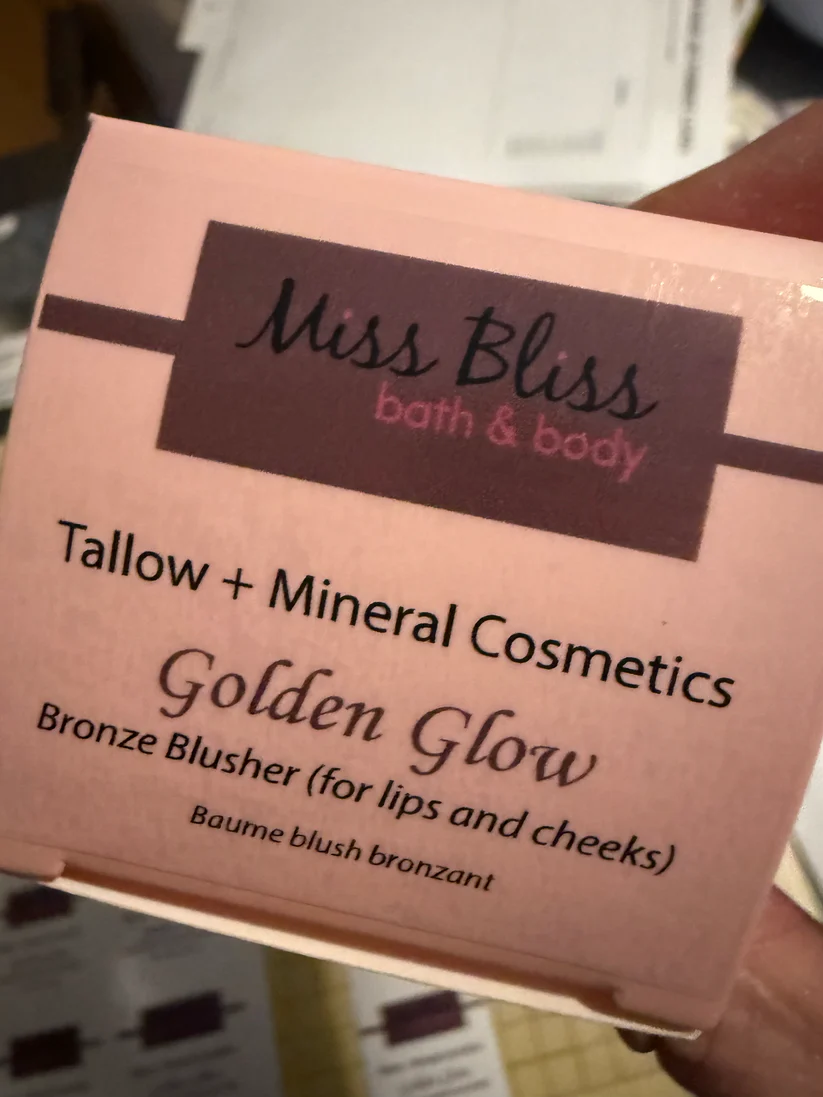 Miss Bliss
bath & body
Tallow + Mineral Cosmetics
Golden Glow
Bronze Blusher (for lips and cheeks)
Baume blush bronzant